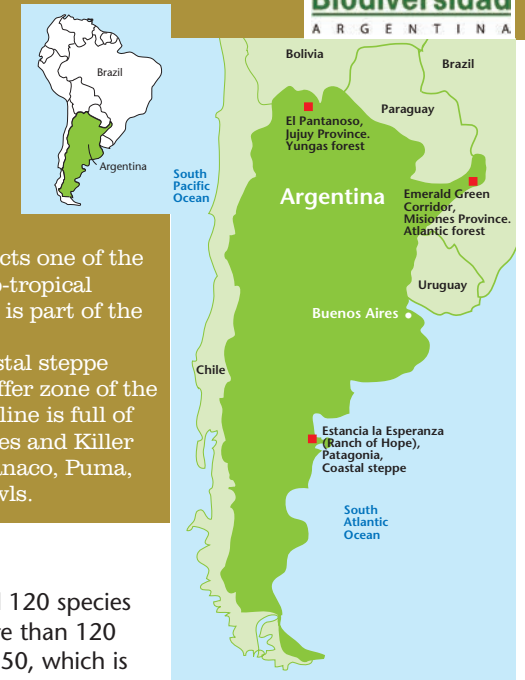 Biodiversidad
ARGENTINA
Brazil
Argentina
Bolivia
Brazil
Paraguay
El Pantanoso,
Jujuy Province.
Yungas forest
South
Pacific
Ocean
Argentina
Emerald Green
Corridor,
Misiones Province.
Atlantic forest
Uruguay
Buenos Aires
Chile
Estancia la Esperanza
(Ranch of Hope),
Patagonia,
Coastal steppe
South
Atlantic
Ocean
cts one of the
-tropical
is part of the
stal steppe
ffer zone of the
line is full of
es and Killer
naco, Puma,
wls.
120 species
re than 120
50, which is